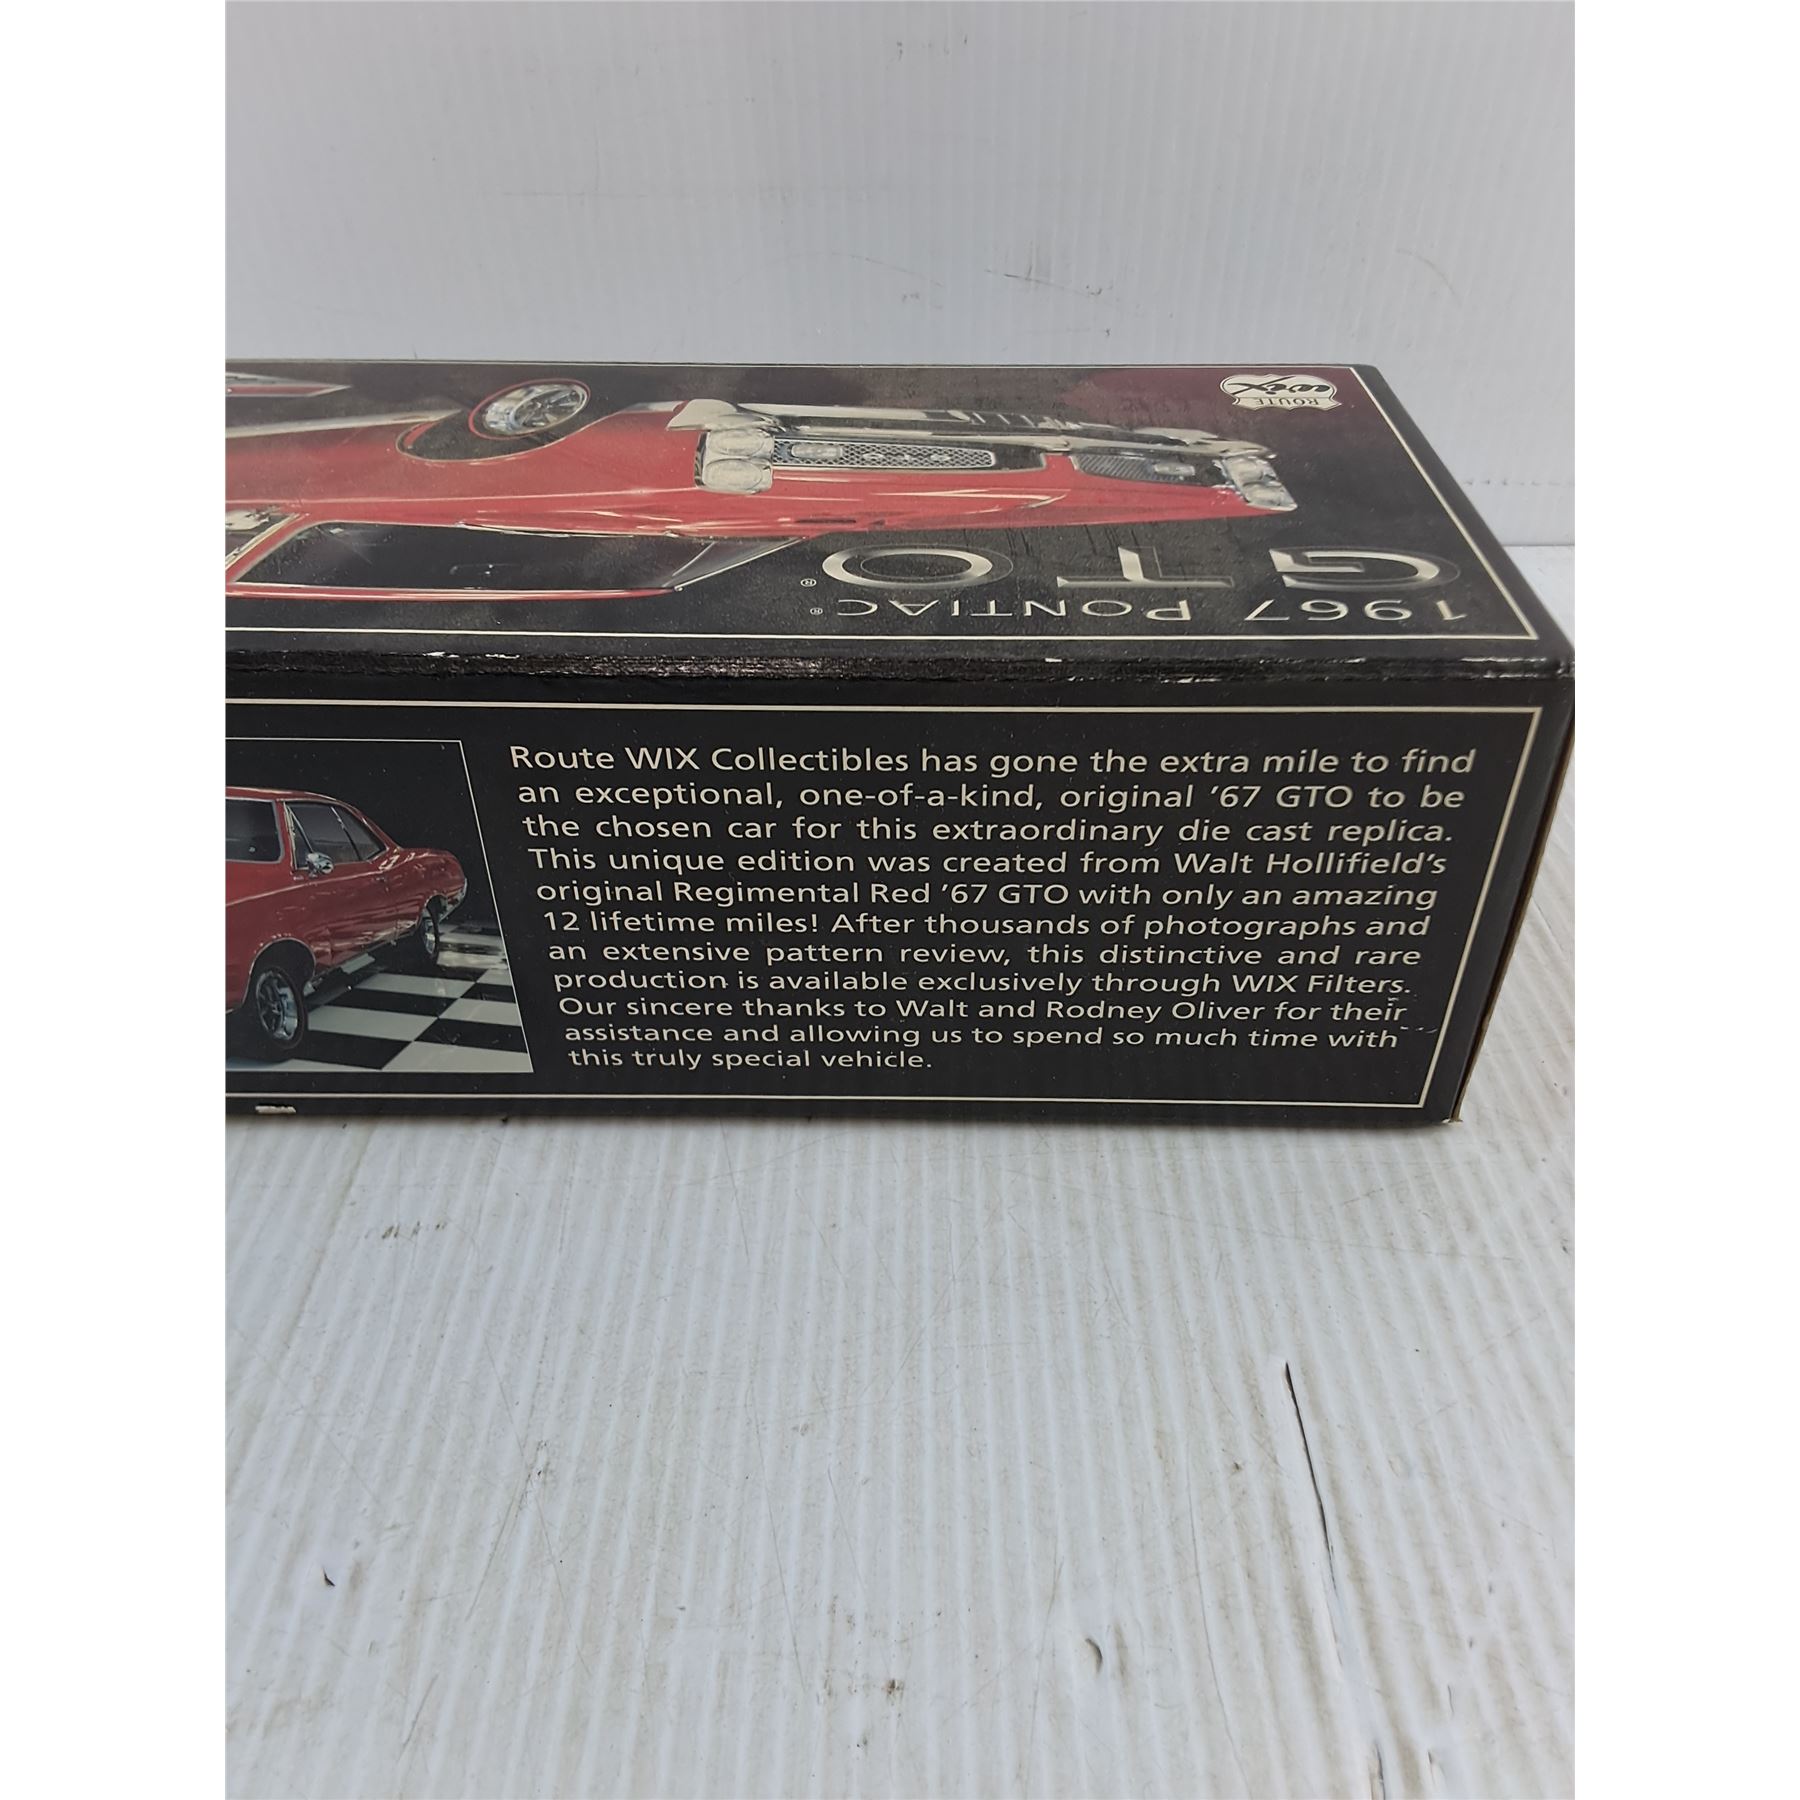 ROUTE
wix
GTO
GTO®
1967 PONTIAC®
Route WIX Collectibles has gone the extra mile to find
an exceptional, one-of-a-kind, original '67 GTO to be
the chosen car for this extraordinary die cast replica.
This unique edition was created from Walt Hollifield's
original Regimental Red '67 GTO with only an amazing
12 lifetime miles! After thousands of photographs and
an extensive pattern review, this distinctive and rare
production is available exclusively through WIX Filters.
Our sincere thanks to Walt and Rodney Oliver for their
assistance and allowing us to spend so much time with
this truly special vehicle.